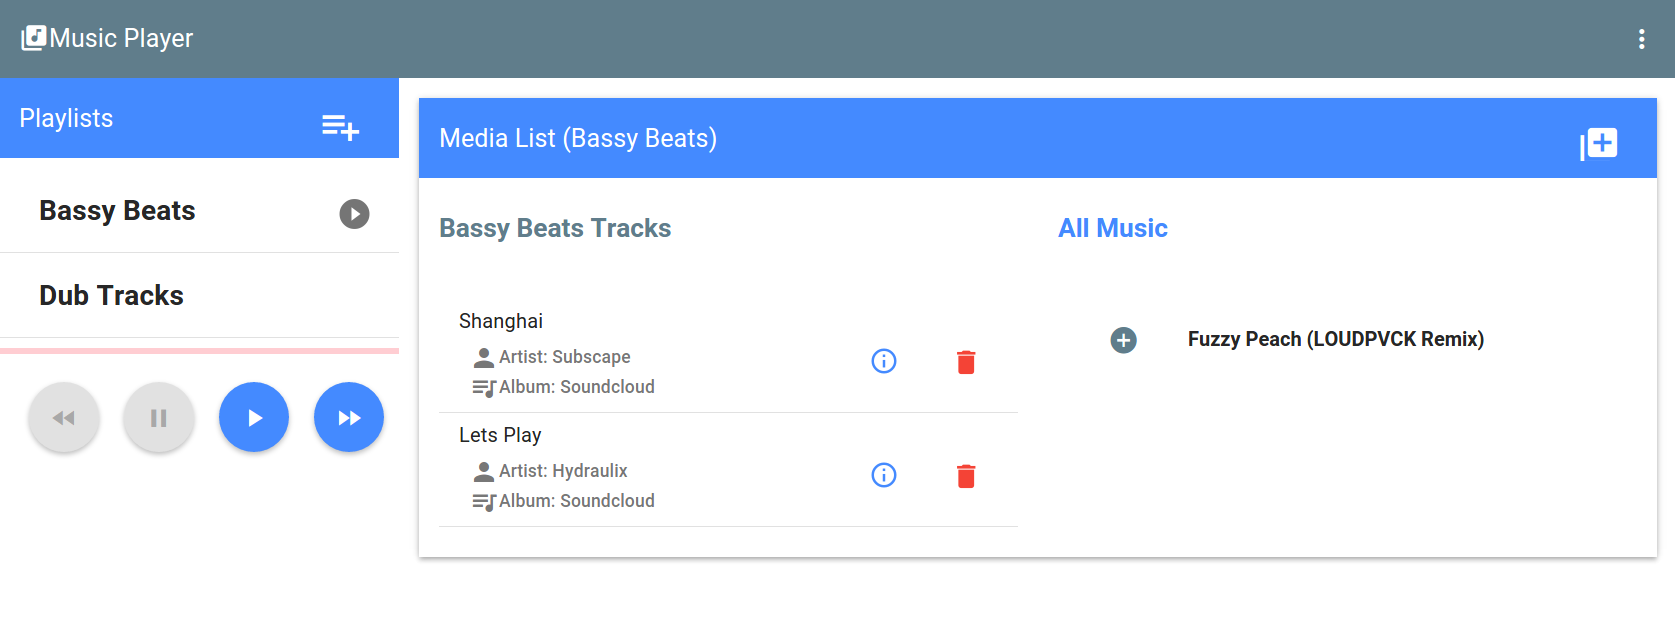 Music Player
Playlists
Bassy Beats
Dub Tracks
Media List (Bassy Beats)
Bassy Beats Tracks
Shanghai
Artist: Subscape
Album: Soundcloud
Lets Play
Artist: Hydraulix
Album: Soundcloud
All Music
Fuzzy Peach (LOUDPVCK Remix)